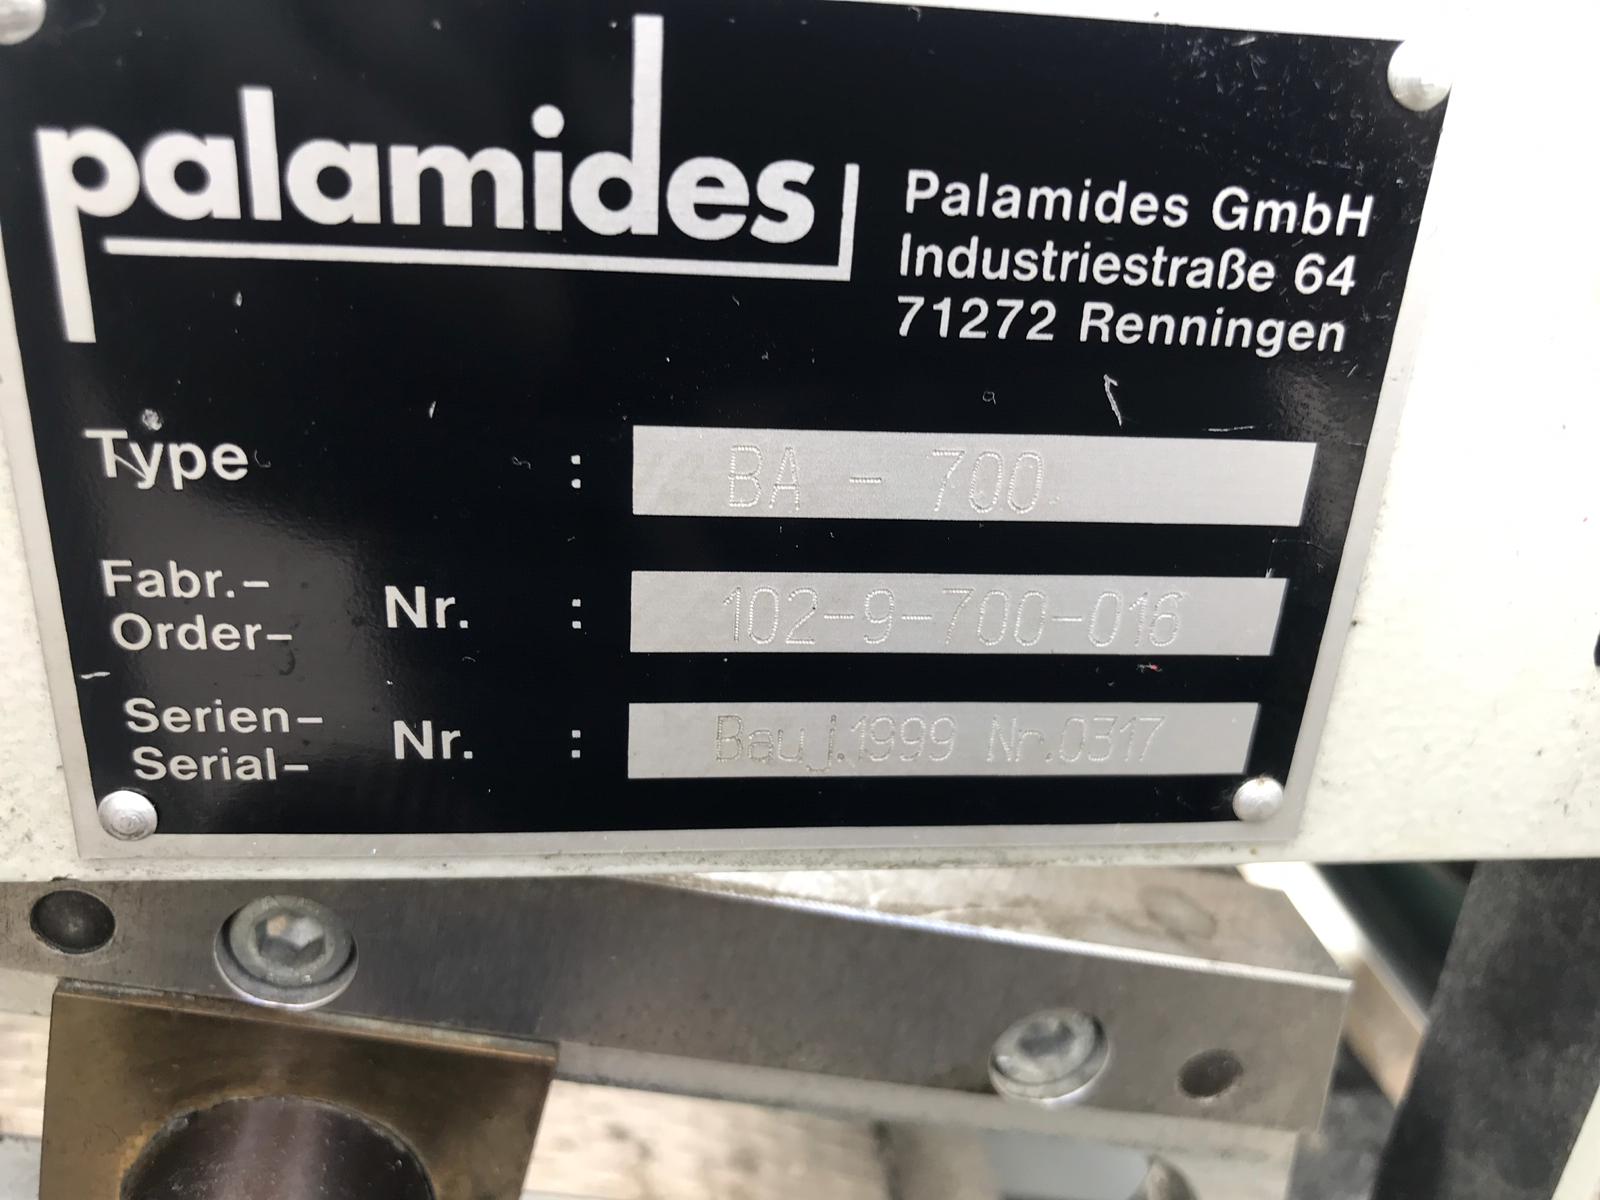 palamides
Palamides GmbH
Industriestraße 64
71272 Renningen
Type : BA - 700
Fabr.-
Order- Nr. : 102-9-700-016
Serien-
Serial- Nr. : Bauj.1999 Nr.0317